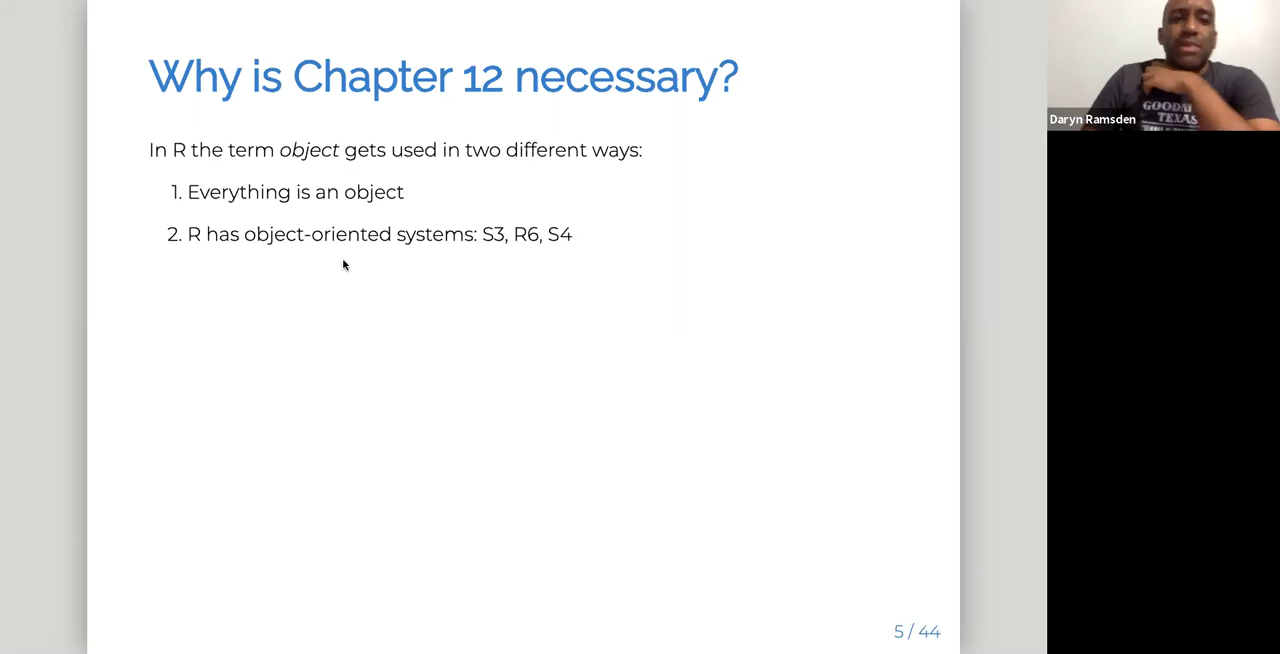 Why is Chapter 12 necessary?
In R the term object gets used in two different ways:
1. Everything is an object
2. R has object-oriented systems: S3, R6, S4
5 / 44
Daryn Ramsden
TEXAS